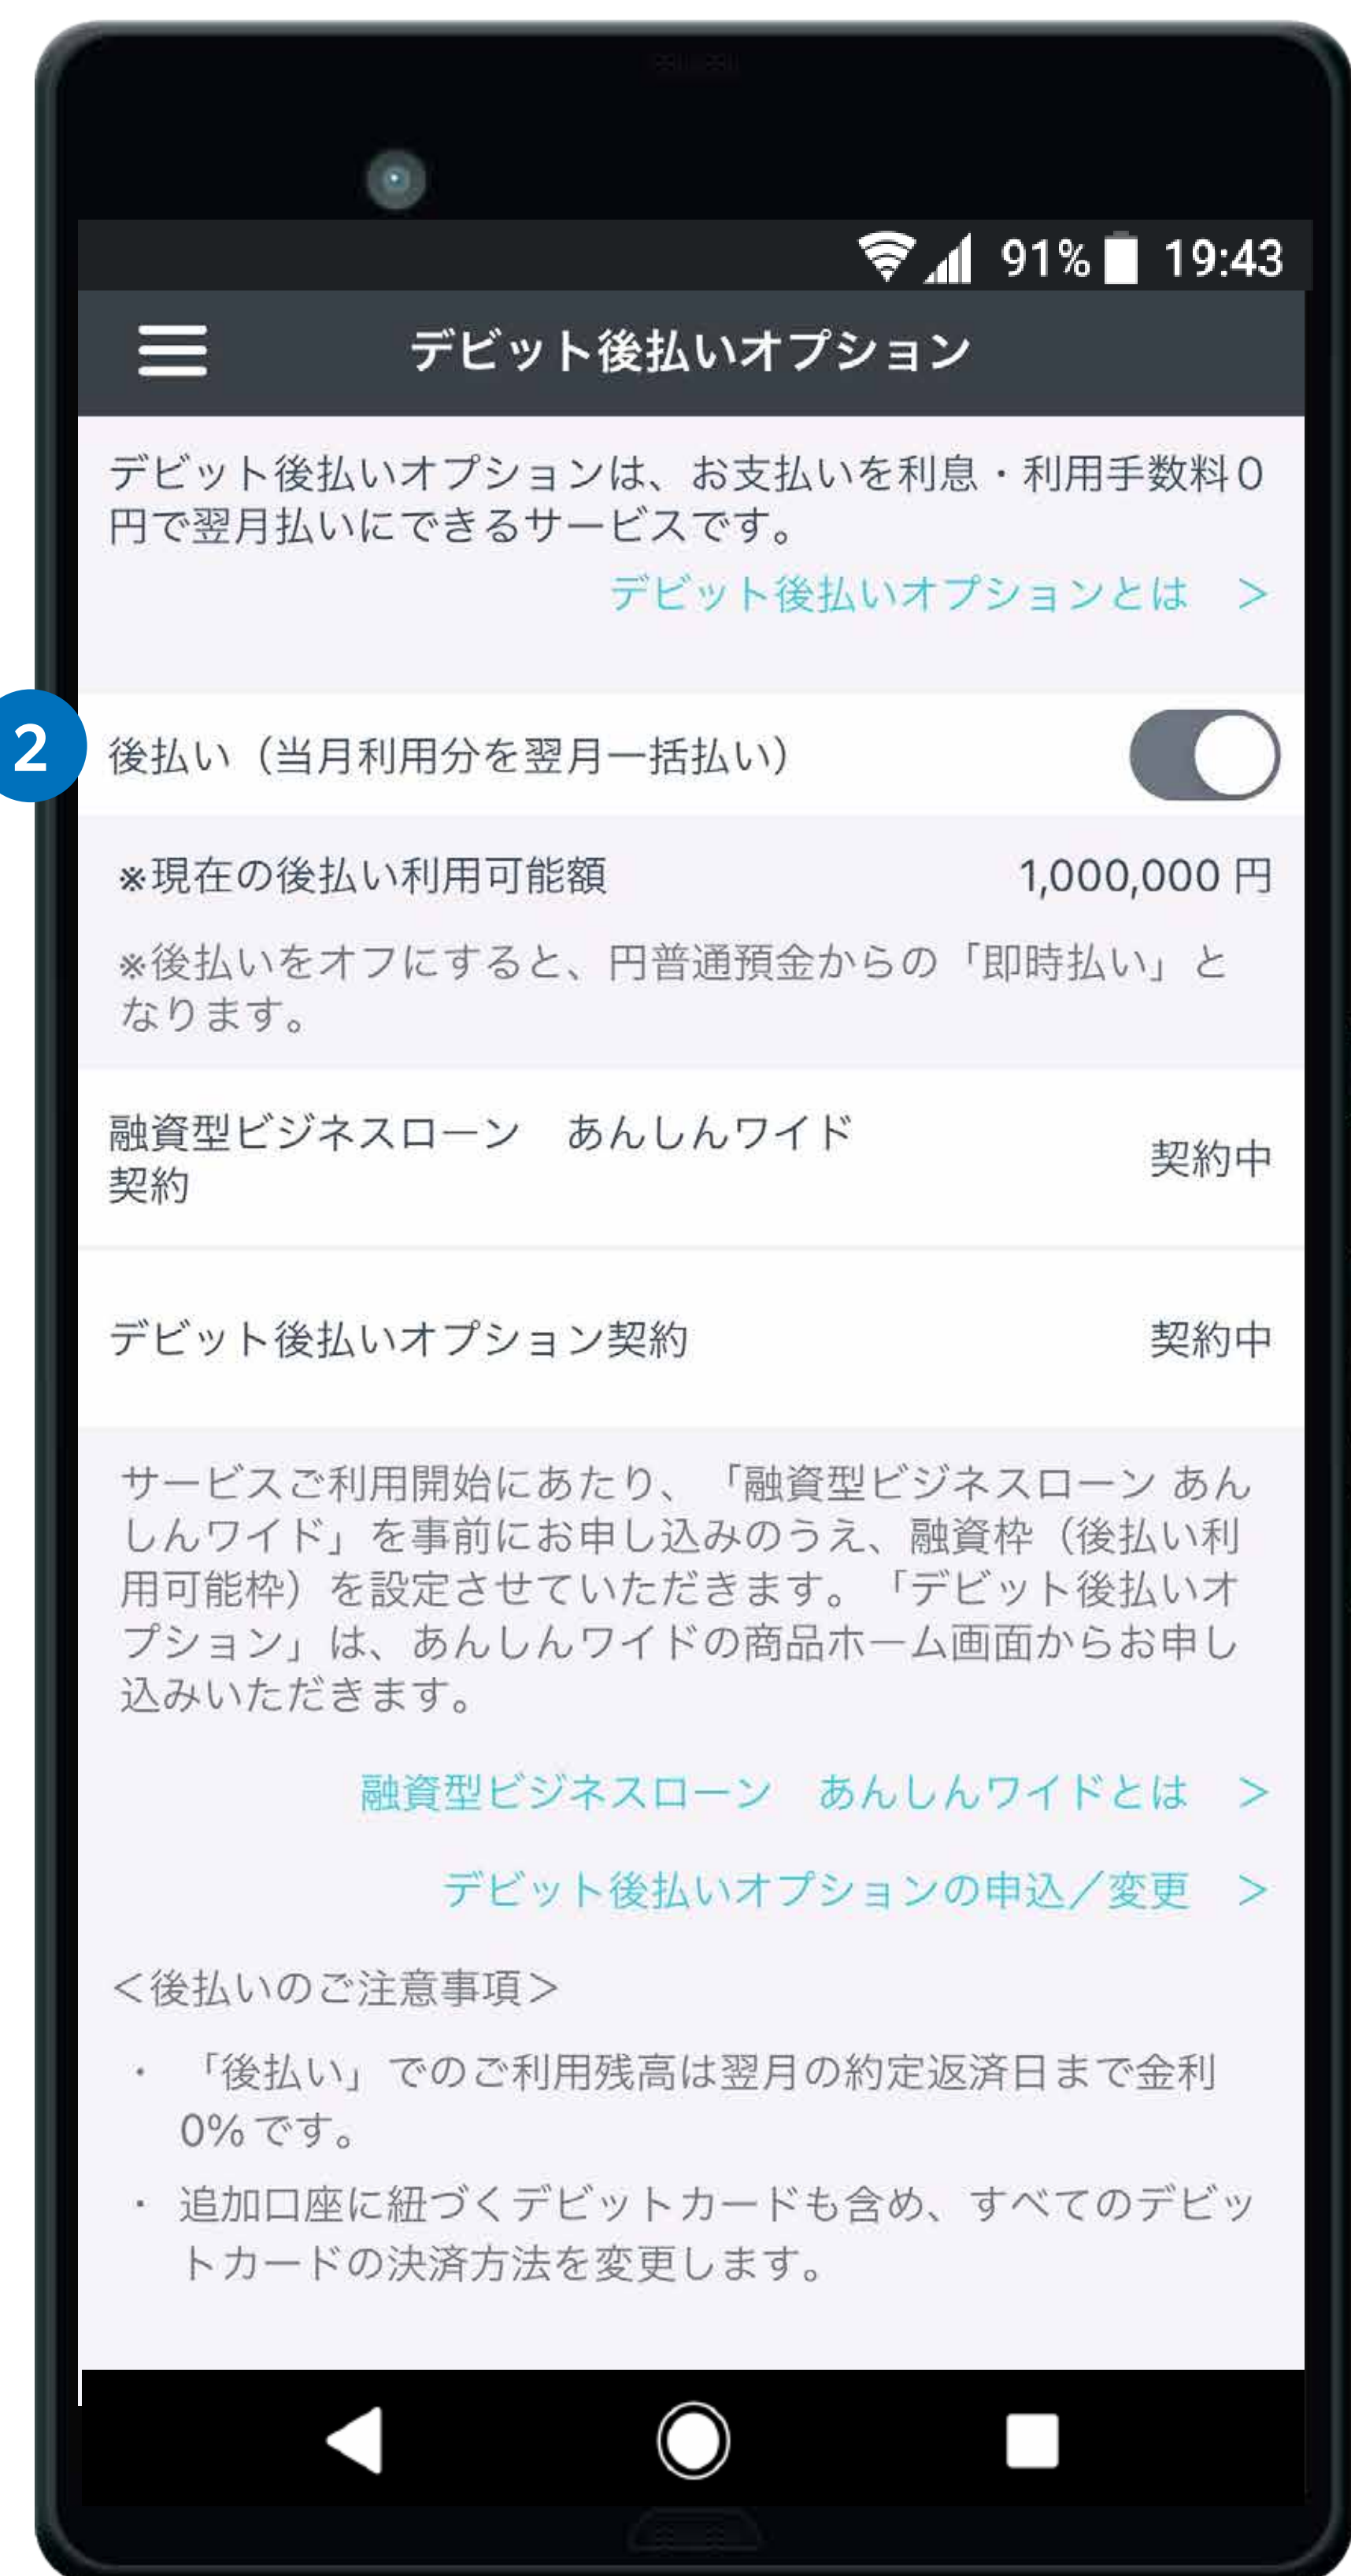 91% 19:43
デビット後払いオプション
デビット後払いオプションは、お支払いを利息・利用手数料0
円で翌月払いにできるサービスです。
デビット後払いオプションとは >
2
後払い(当月利用分を翌月一括払い)
※現在の後払い利用可能額 1,000,000 円
※後払いをオフにすると、円普通預金からの「即時払い」と
なります。
融資型ビジネスローン あんしんワイド
契約
契約中
デビット後払いオプション契約 契約中
サービスご利用開始にあたり、「融資型ビジネスローン あん
しんワイド」を事前にお申し込みのうえ、融資枠(後払い利
用可能枠)を設定させていただきます。「デビット後払いオ
プション」は、あんしんワイドの商品ホーム画面からお申し
込みいただきます。
融資型ビジネスローン あんしんワイドとは >
デビット後払いオプションの申込/変更 >
<後払いのご注意事項>
・「後払い」でのご利用残高は翌月の約定返済日まで金利
0%です。
・追加口座に紐づくデビットカードも含め、すべてのデビッ
トカードの決済方法を変更します。